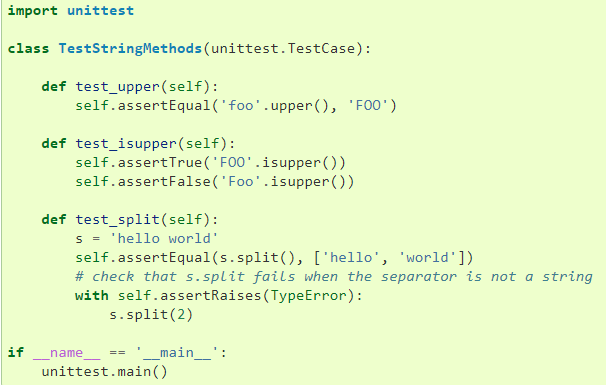 import unittest

class TestStringMethods(unittest.TestCase):

    def test_upper(self):
        self.assertEqual('foo'.upper(), 'FOO')

    def test_isupper(self):
        self.assertTrue('FOO'.isupper())
        self.assertFalse('Foo'.isupper())

    def test_split(self):
        s = 'hello world'
        self.assertEqual(s.split(), ['hello', 'world'])
        # check that s.split fails when the separator is not a string
        with self.assertRaises(TypeError):
            s.split(2)

if __name__ == '__main__':
    unittest.main()